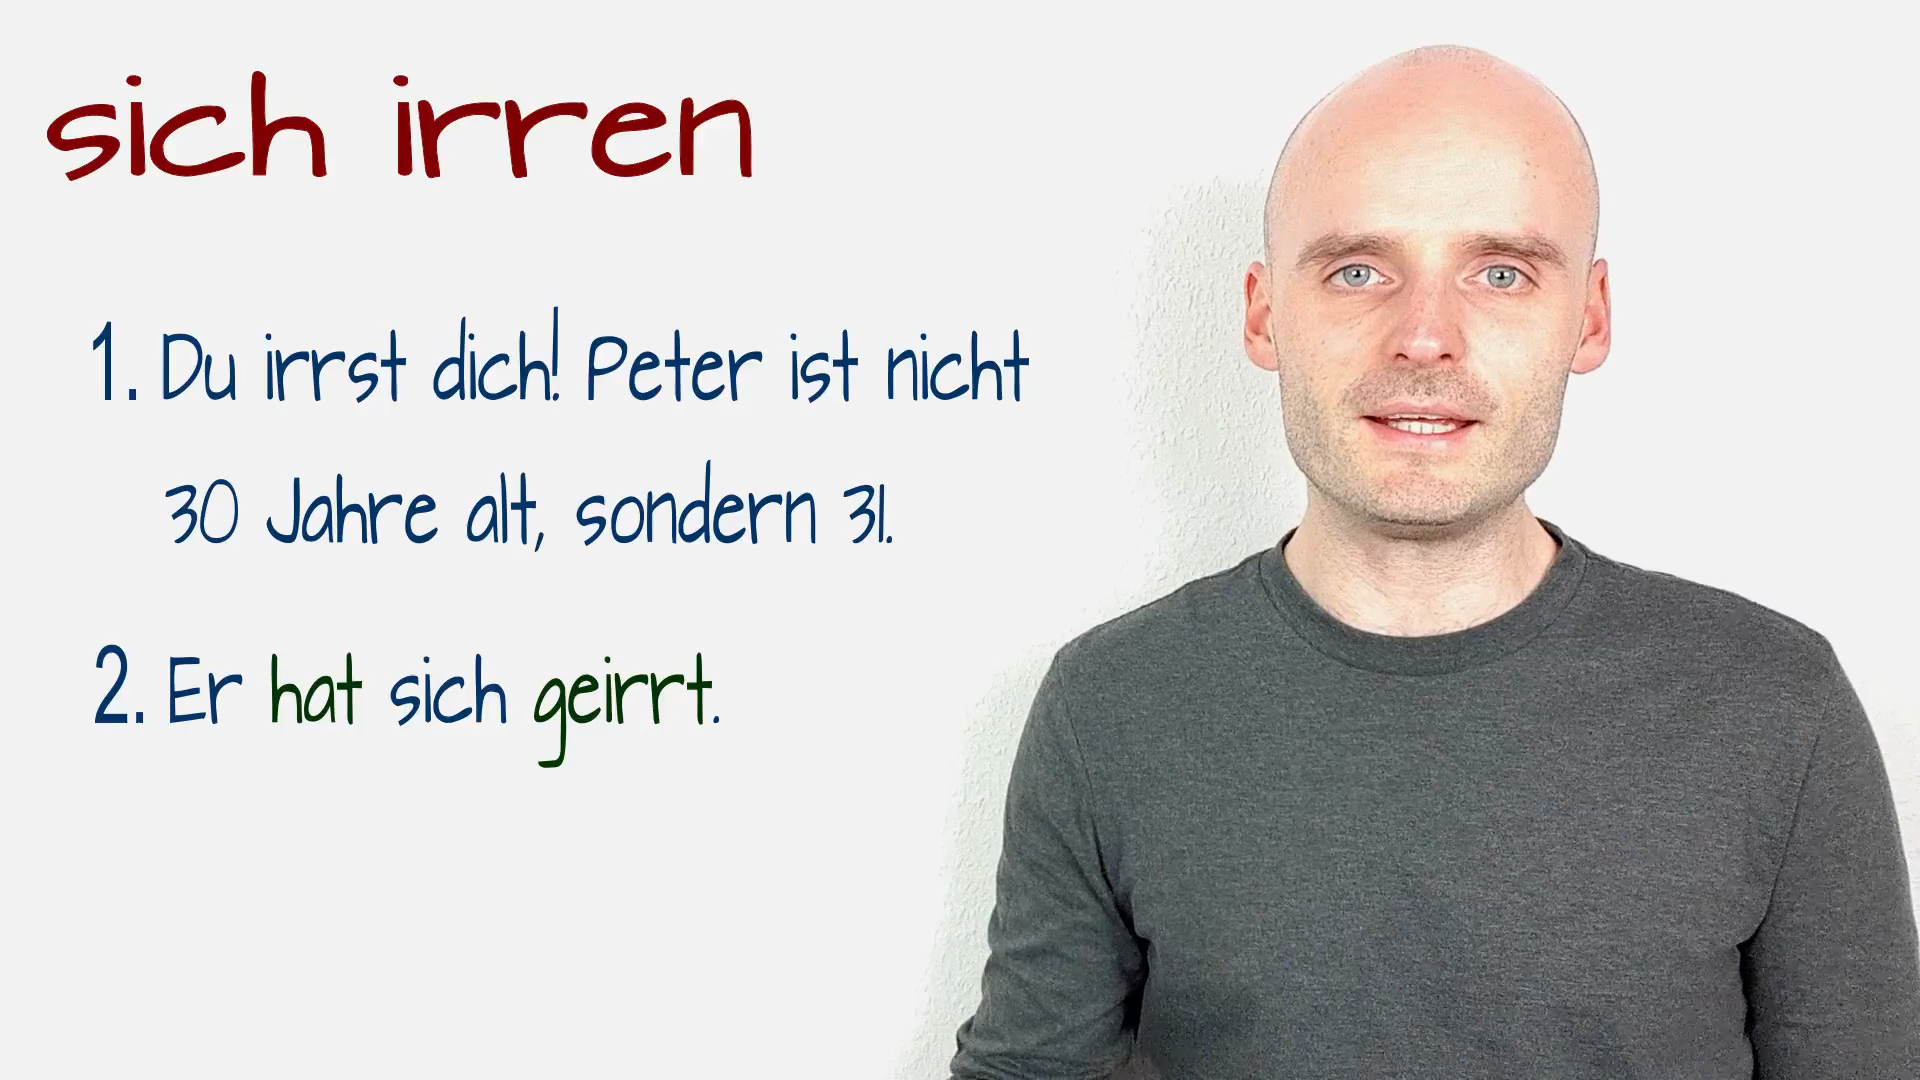 sich irren
1. Du irrst dich! Peter ist nicht
30 Jahre alt, sondern 31.
2. Er hat sich geirrt.